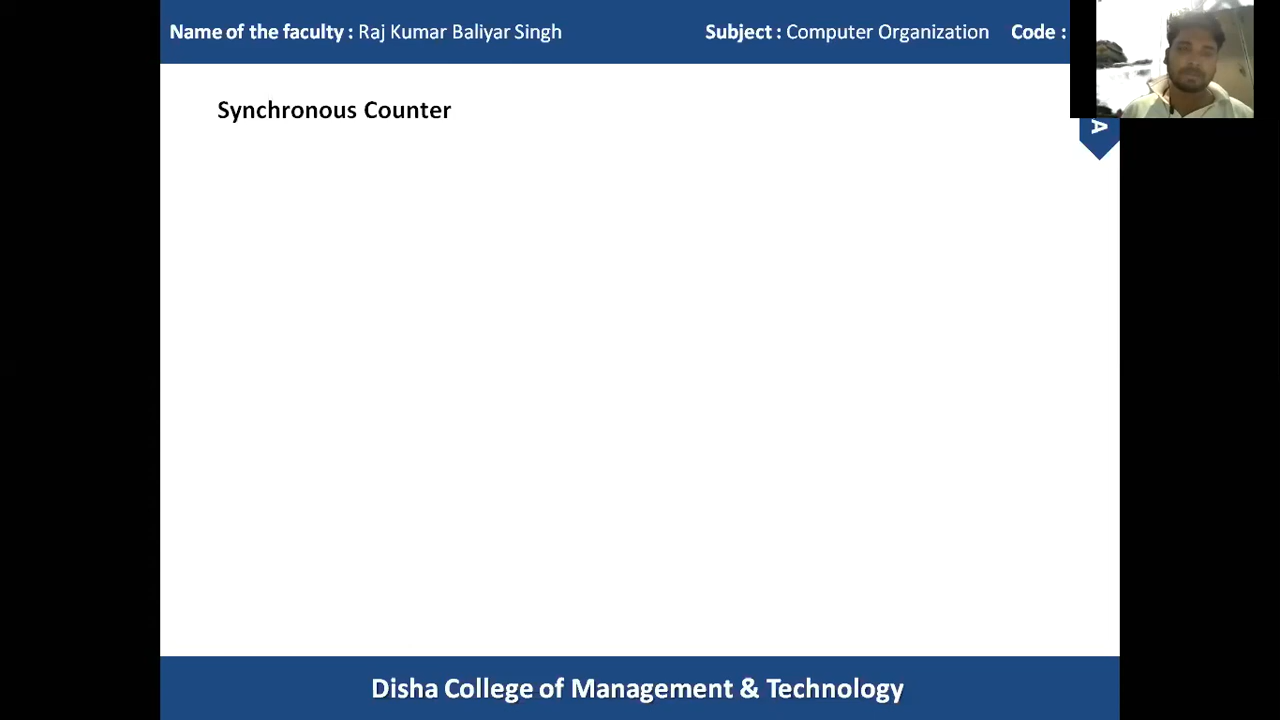 Name of the faculty : Raj Kumar Baliyar Singh Subject : Computer Organization Code :
A
Synchronous Counter
Disha College of Management & Technology